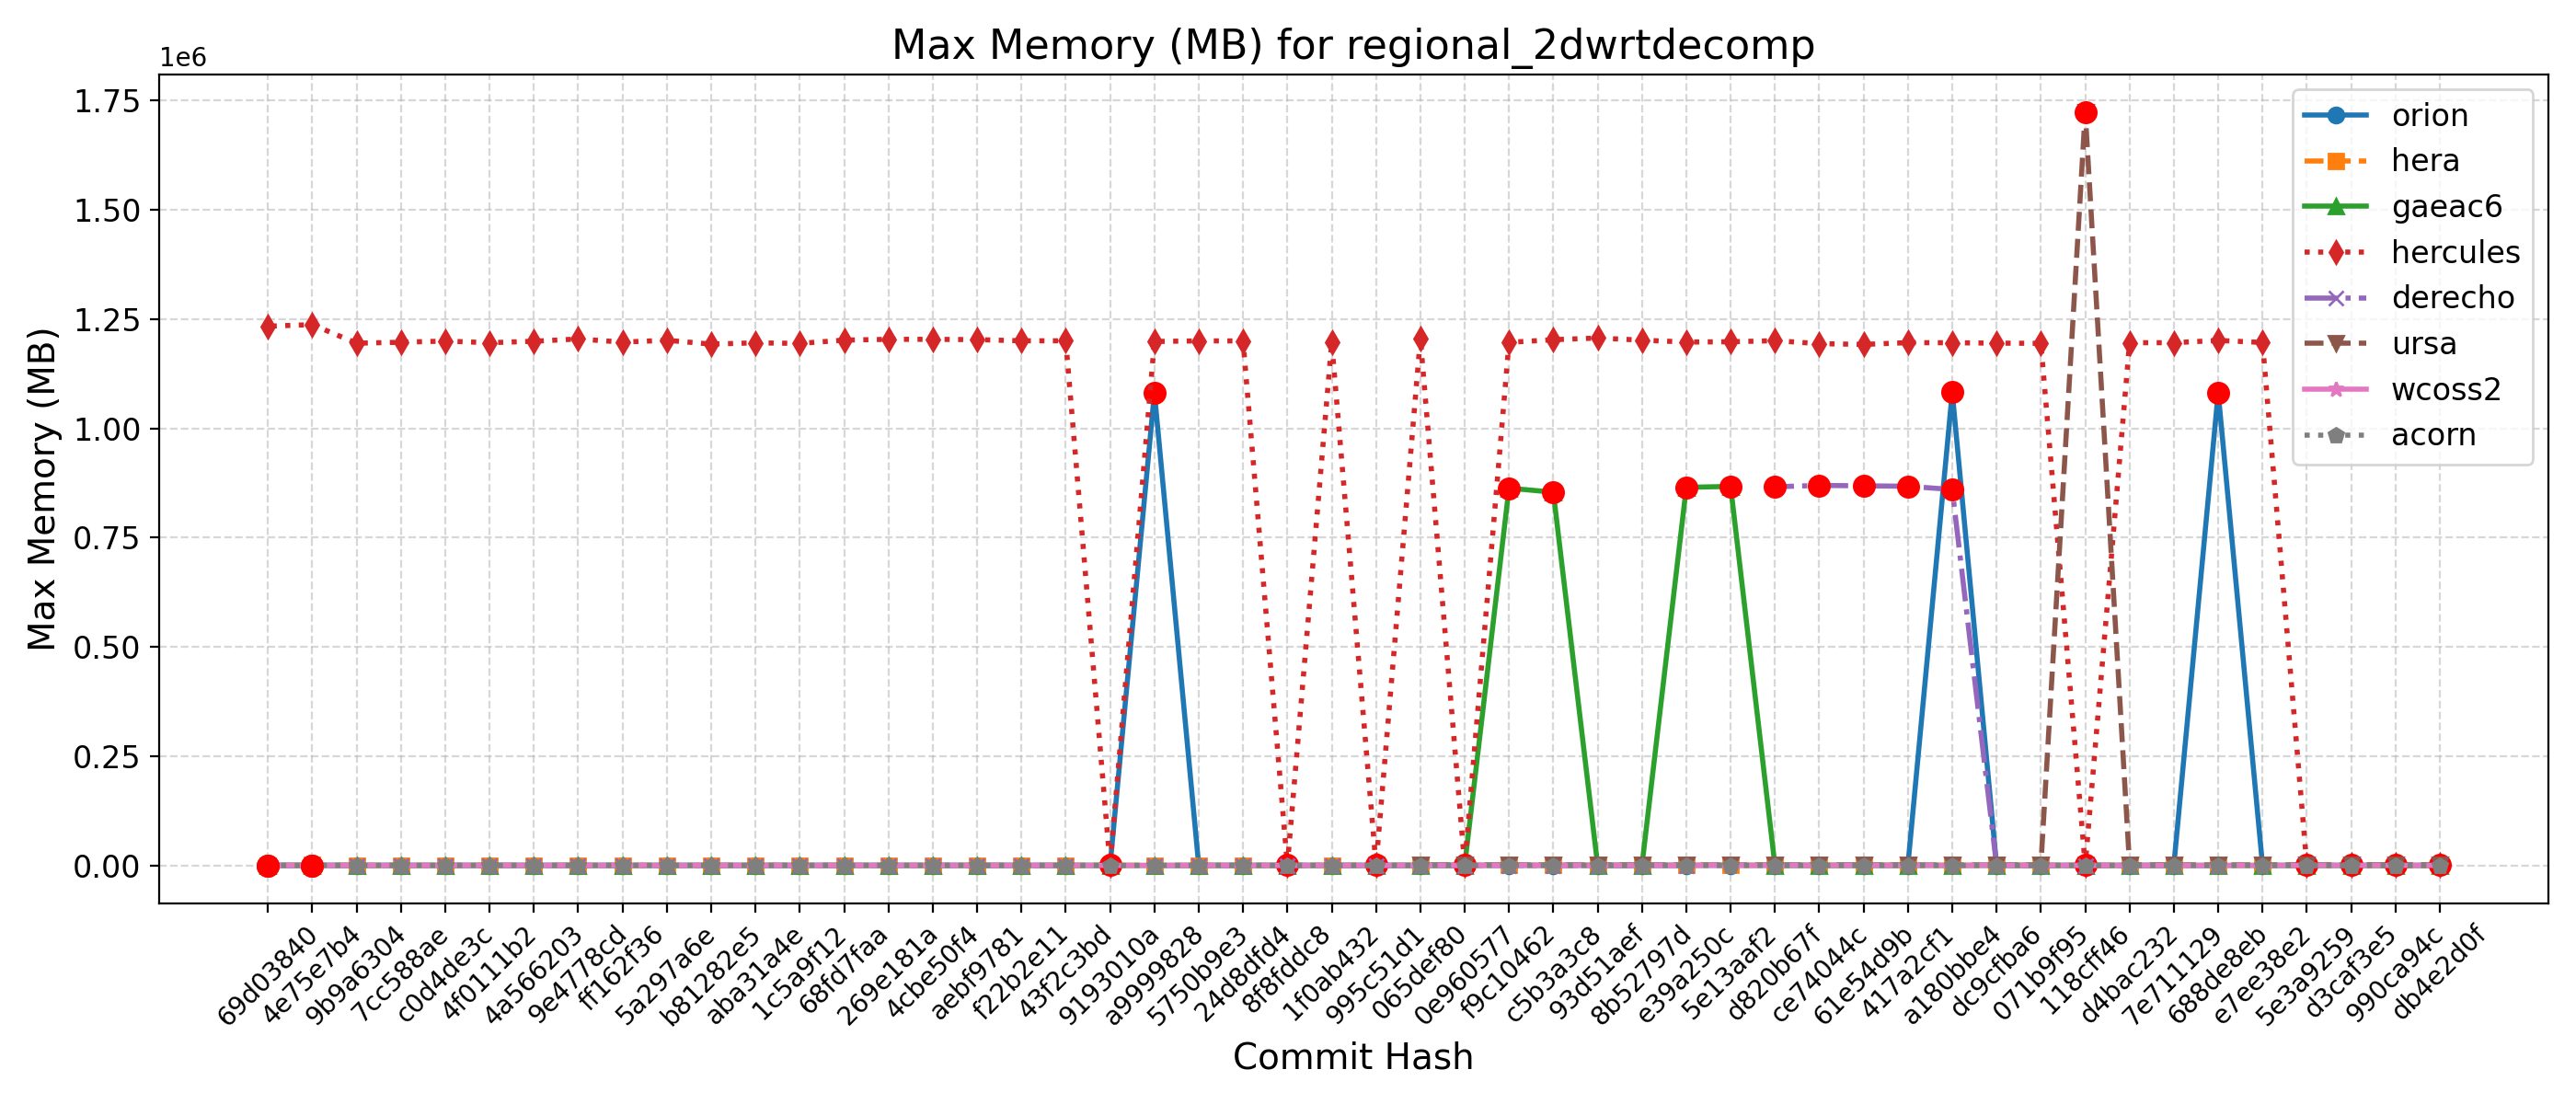 Max Memory (MB) for regional_2dwrtdecomp
1e6
1.75
1.50
1.25
1.00
0.75
0.50
0.25
0.00
Max Memory (MB)
orion
hera
gaeac6
hercules
derecho
ursa
wcoss2
acorn
69d03840
4e75e7b4
9b9a6304
7cc588ae
c0d4de3c
4f0111b2
4a566203
9e4778cd
ff162f36
5a297a6e
b81282e5
aba31a4e
1c5a9f12
68fd7faa
269e181a
4cbe50f4
aebf9781
f22b2e11
43f2c3bd
9193010a
a9999828
5750b9e3
24d8dfd4
8f8fddc8
1f0ab432
995c51d1
065def80
0e960577
f9c10462
c5b3a3c8
93d51aef
8b52797d
e39a250c
5e13aaf2
d820b67f
ce74044c
61e54d9b
417a2cf1
a180bbe4
dc9cfba6
071b9f95
118cff46
d4bac232
7e711129
688de8eb
e7ee38e2
5e3a9259
d3caf3e5
990ca94c
db4e2d0f
Commit Hash